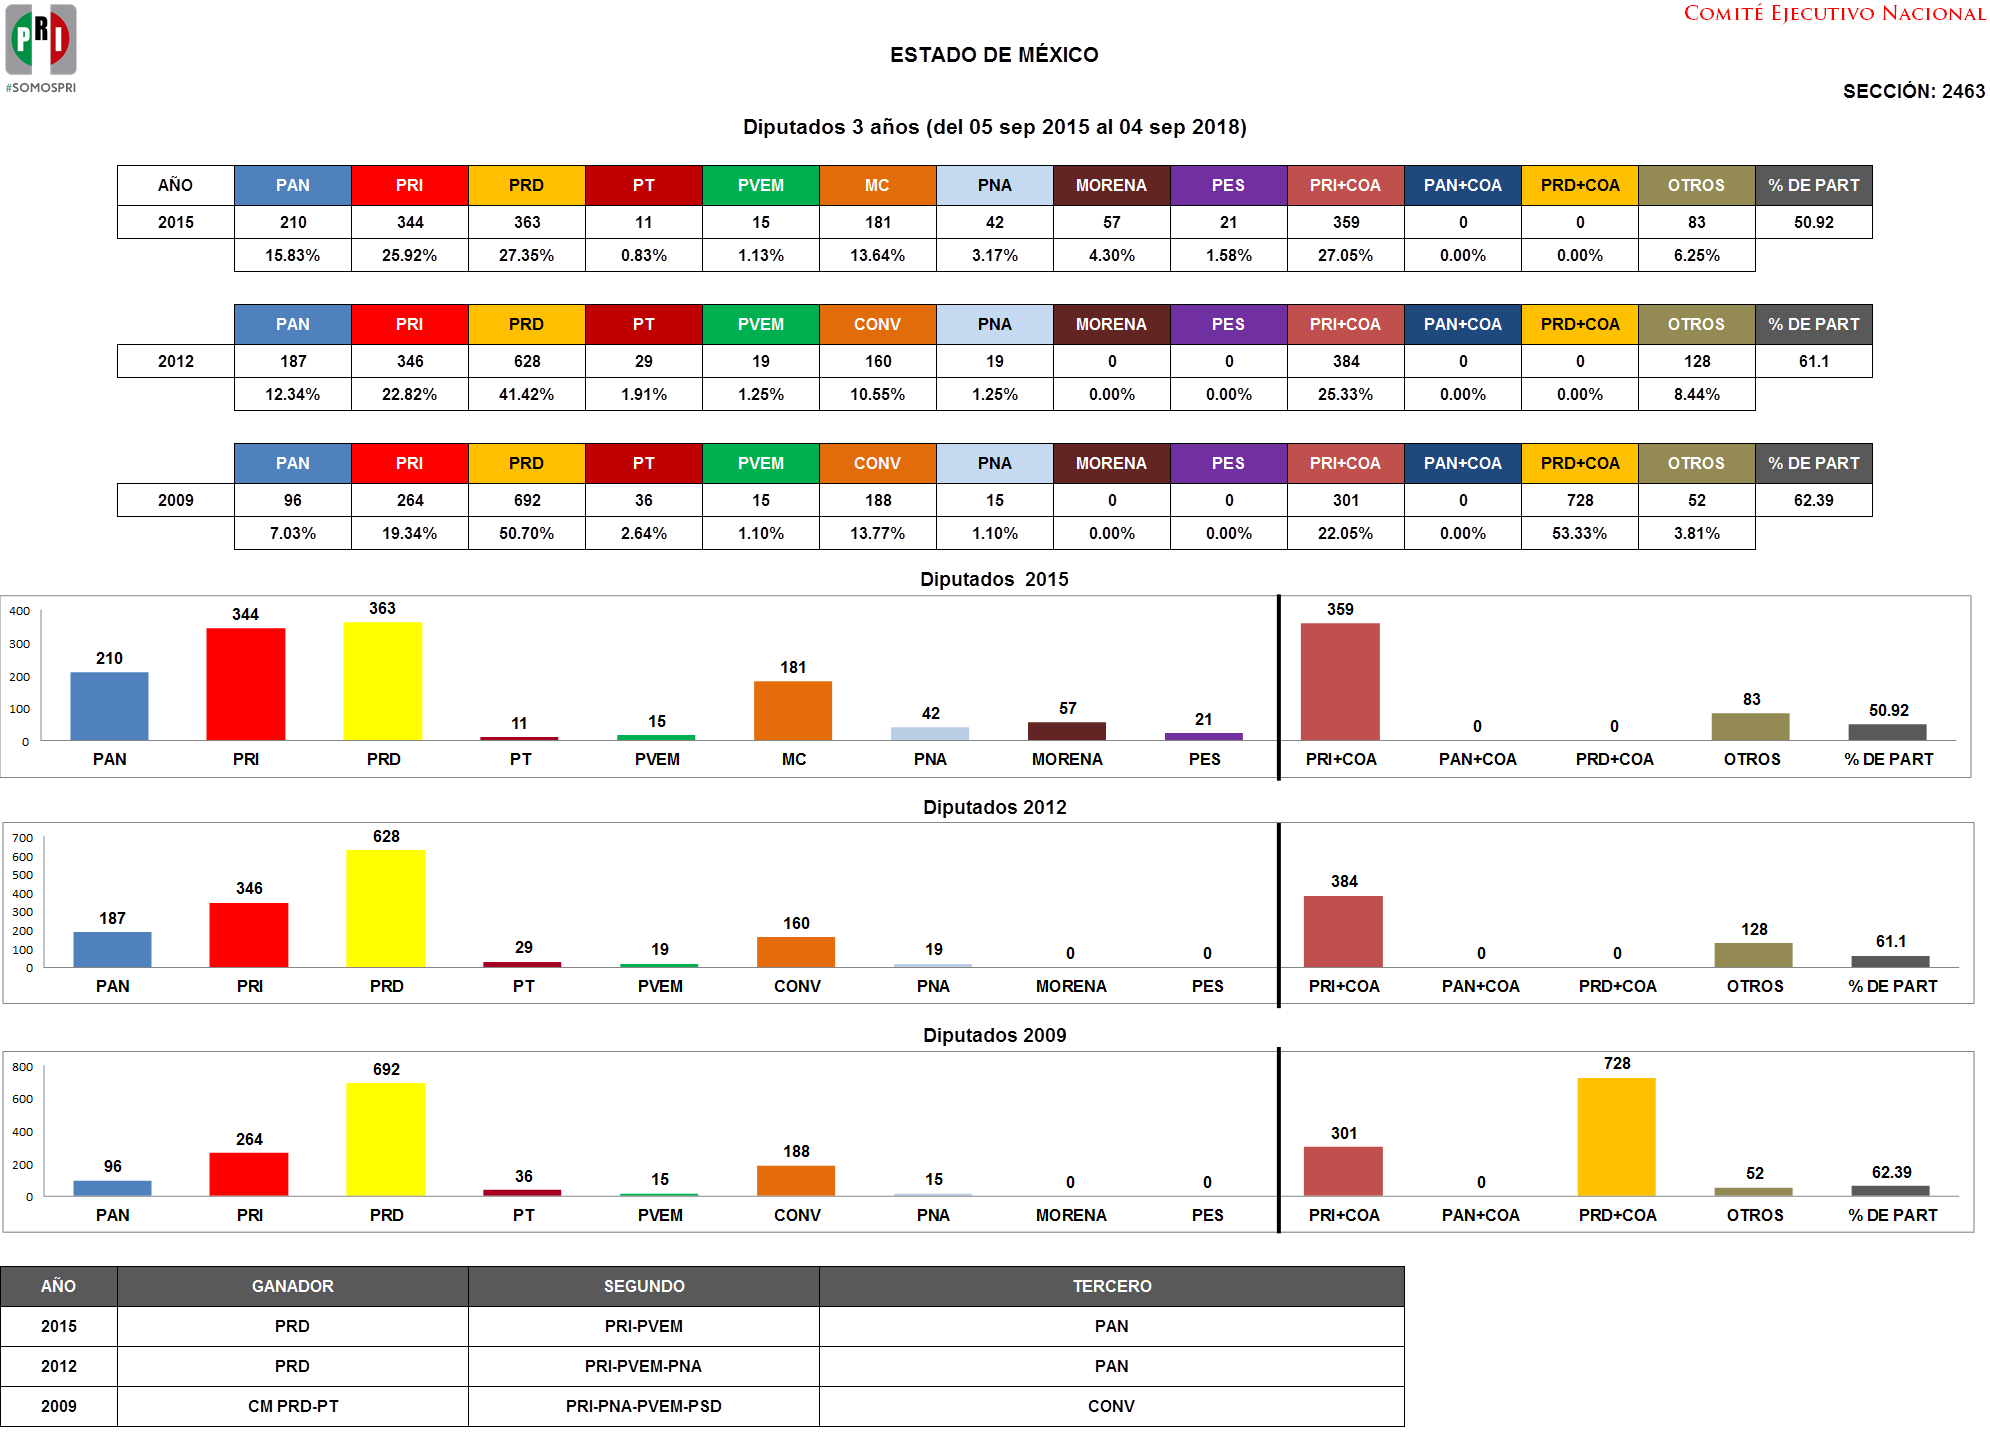 PRI
#SOMOSPRI
COMITÉ EJECUTIVO NACIONAL
ESTADO DE MÉXICO
SECCIÓN: 2463
Diputados 3 años (del 05 sep 2015 al 04 sep 2018)
AÑO PAN PRI PRD PT PVEM MC PNA MORENA PES PRI+COA PAN+COA PRD+COA OTROS % DE PART
2015 210 344 363 11 15 181 42 57 21 359 0 0 83 50.92
15.83% 25.92% 27.35% 0.83% 1.13% 13.64% 3.17% 4.30% 1.58% 27.05% 0.00% 0.00% 6.25%
PAN PRI PRD PT PVEM CONV PNA MORENA PES PRI+COA PAN+COA PRD+COA OTROS % DE PART
2012 187 346 628 29 19 160 19 0 0 384 0 0 128 61.1
12.34% 22.82% 41.42% 1.91% 1.25% 10.55% 1.25% 0.00% 0.00% 25.33% 0.00% 0.00% 8.44%
PAN PRI PRD PT PVEM CONV PNA MORENA PES PRI+COA PAN+COA PRD+COA OTROS % DE PART
2009 96 264 692 36 15 188 15 0 0 301 0 728 52 62.39
7.03% 19.34% 50.70% 2.64% 1.10% 13.77% 1.10% 0.00% 0.00% 22.05% 0.00% 53.33% 3.81%
Diputados 2015
400
300
200
100
0
210 344 363 11 15 181 42 57 21 359 0 0 83 50.92
PAN PRI PRD PT PVEM MC PNA MORENA PES PRI+COA PAN+COA PRD+COA OTROS % DE PART
Diputados 2012
700
600
500
400
300
200
100
0
187 346 628 29 19 160 19 0 0 384 0 0 128 61.1
PAN PRI PRD PT PVEM CONV PNA MORENA PES PRI+COA PAN+COA PRD+COA OTROS % DE PART
Diputados 2009
800
600
400
200
0
96 264 692 36 15 188 15 0 0 301 0 728 52 62.39
PAN PRI PRD PT PVEM CONV PNA MORENA PES PRI+COA PAN+COA PRD+COA OTROS % DE PART
AÑO GANADOR SEGUNDO TERCERO
2015 PRD PRI-PVEM PAN
2012 PRD PRI-PVEM-PNA PAN
2009 CM PRD-PT PRI-PNA-PVEM-PSD CONV